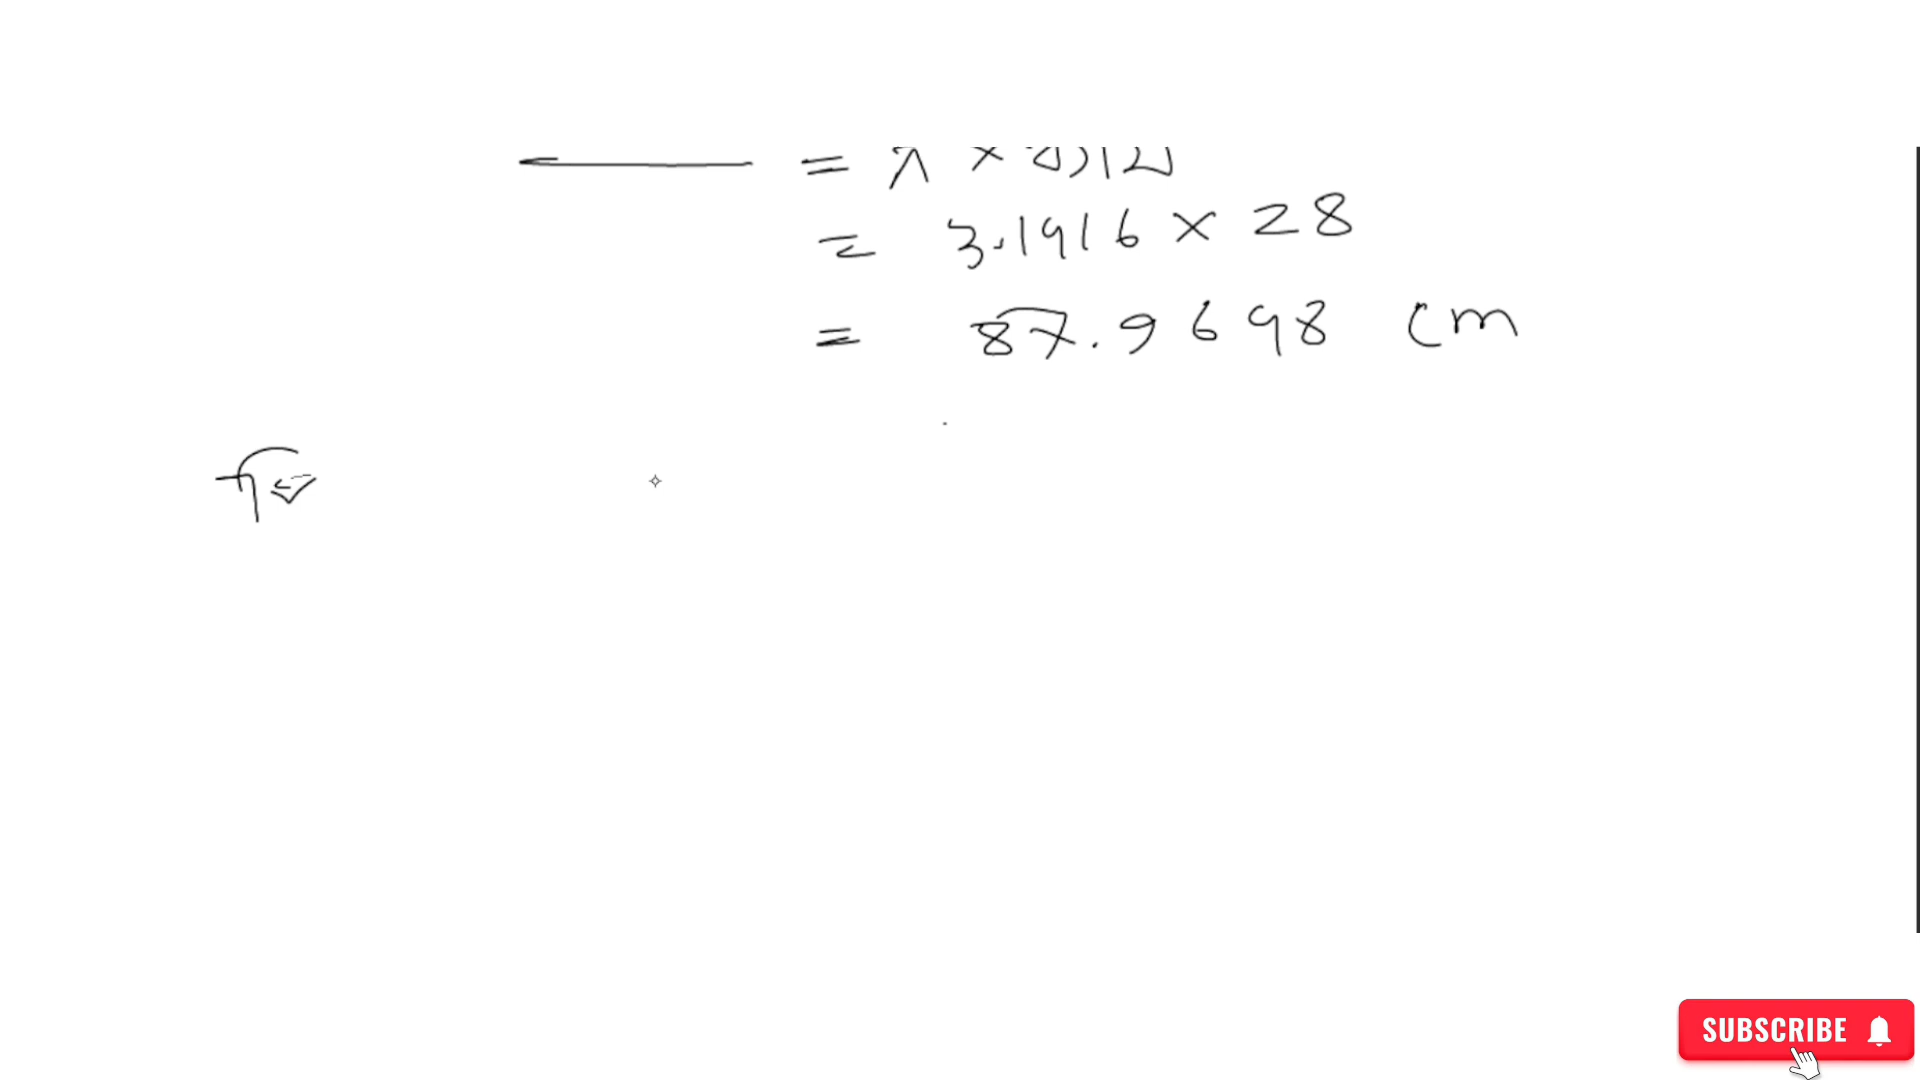 = π ×
= 3.1416 × 28
= 87.9648 cm
SUBSCRIBE